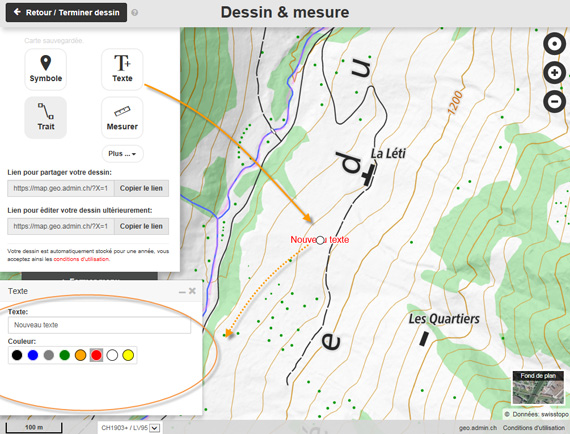 Retour / Terminer dessin
Dessin & mesure
Carte sauvegardée.
Symbole
Texte
Trait
Mesurer
Plus ...
Lien pour partager votre dessin:
https://map.geo.admin.ch/?X=1
Copier le lien
Lien pour éditer votre dessin ultérieurement:
https://map.geo.admin.ch/?X=1
Copier le lien
Votre dessin est automatiquement stocké pour une année, vous
acceptez ainsi les conditions d'utilisation.
Texte
Texte:
Nouveau texte
Couleur:
u
1200
d
La Léti
Nouveau texte
e
Les Quartiers
Fond de plan
© Données: swisstopo
100 m
CH1903+ / LV95
geo.admin.ch
Conditions d'utilisation